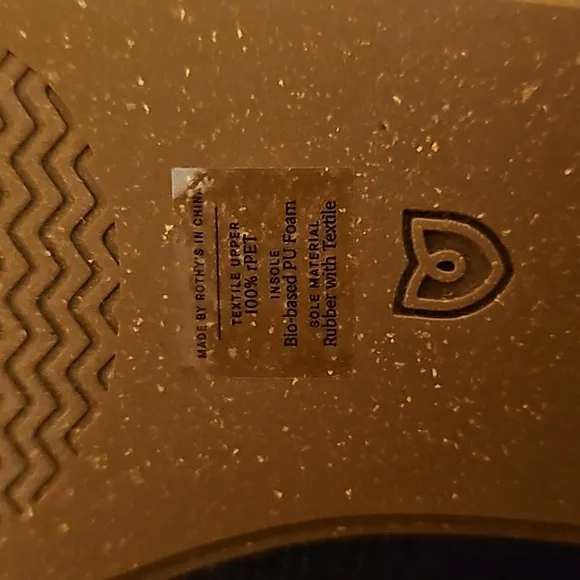 MADE BY ROTHY'S IN CHINA
TEXTILE UPPER
100% rPET
INSOLE
Bio-based PU Foam
SOLE MATERIAL
Rubber with Textile